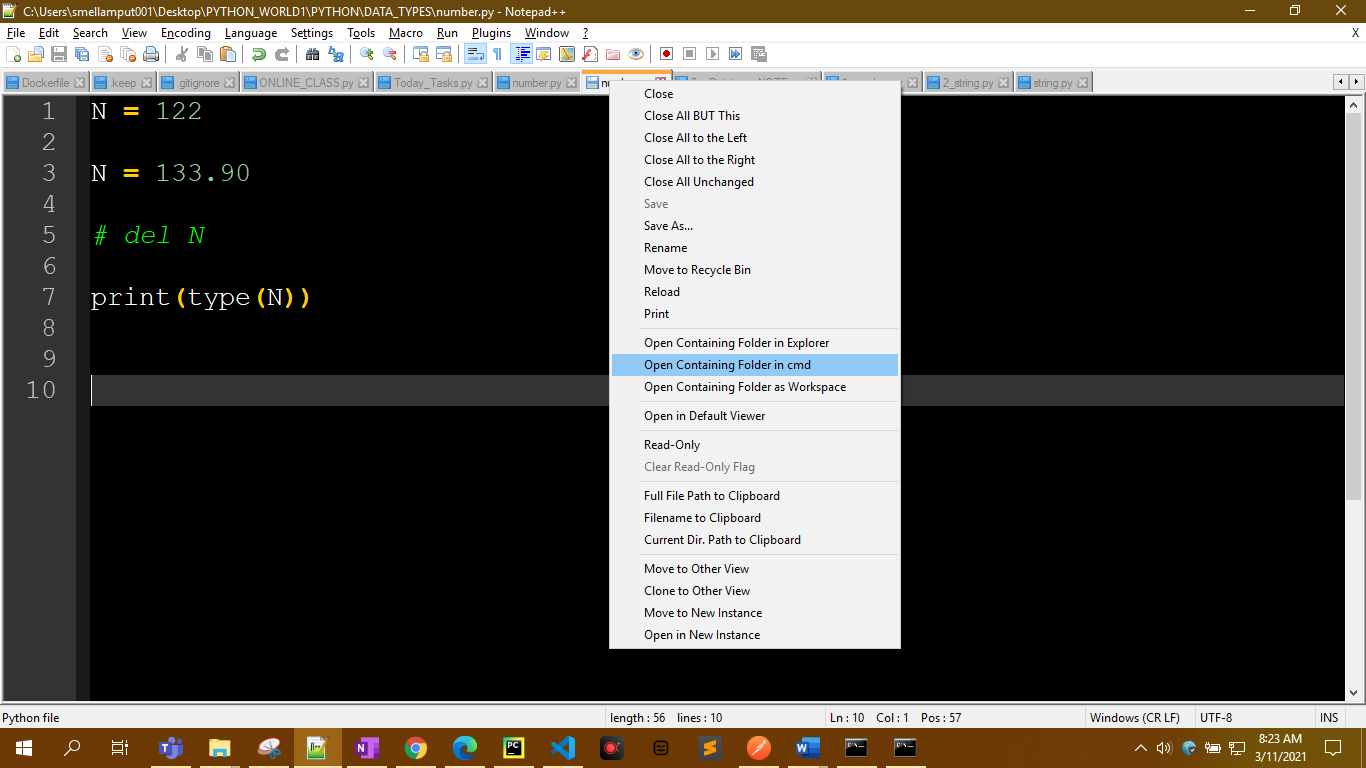 C:\Users\smellamput001\Desktop\PYTHON_WORLD1\PYTHON\DATA_TYPES\number.py - Notepad++
File Edit Search View Encoding Language Settings Tools Macro Run Plugins Window ? X
Dockerfile .keep .gitignore ONLINE_CLASS.py Today_Tasks.py number.py 2_string.py string.py
1 N = 122
2
3 N = 133.90
4
5 # del N
6
7 print(type(N))
8
9
10
Close
Close All BUT This
Close All to the Left
Close All to the Right
Close All Unchanged
Save
Save As...
Rename
Move to Recycle Bin
Reload
Print
Open Containing Folder in Explorer
Open Containing Folder in cmd
Open Containing Folder as Workspace
Open in Default Viewer
Read-Only
Clear Read-Only Flag
Full File Path to Clipboard
Filename to Clipboard
Current Dir. Path to Clipboard
Move to Other View
Clone to Other View
Move to New Instance
Open in New Instance
Python file length : 56 lines : 10 Ln : 10 Col : 1 Pos : 57 Windows (CR LF) UTF-8 INS
8:23 AM
3/11/2021